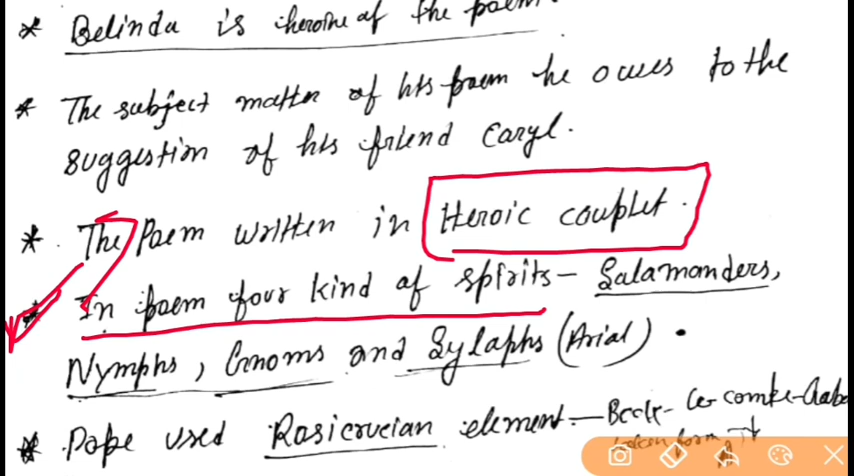 * Belinda is heroine of the poem.
* The subject matter of his poem he owes to the
suggestion of his friend Caryl.
* The Poem written in Heroic couplet.
* In poem four kind of spirits - Salamanders,
Nymphs, Gnoms and Sylaphs (Arial).
* Pope used Rosicrucian element -